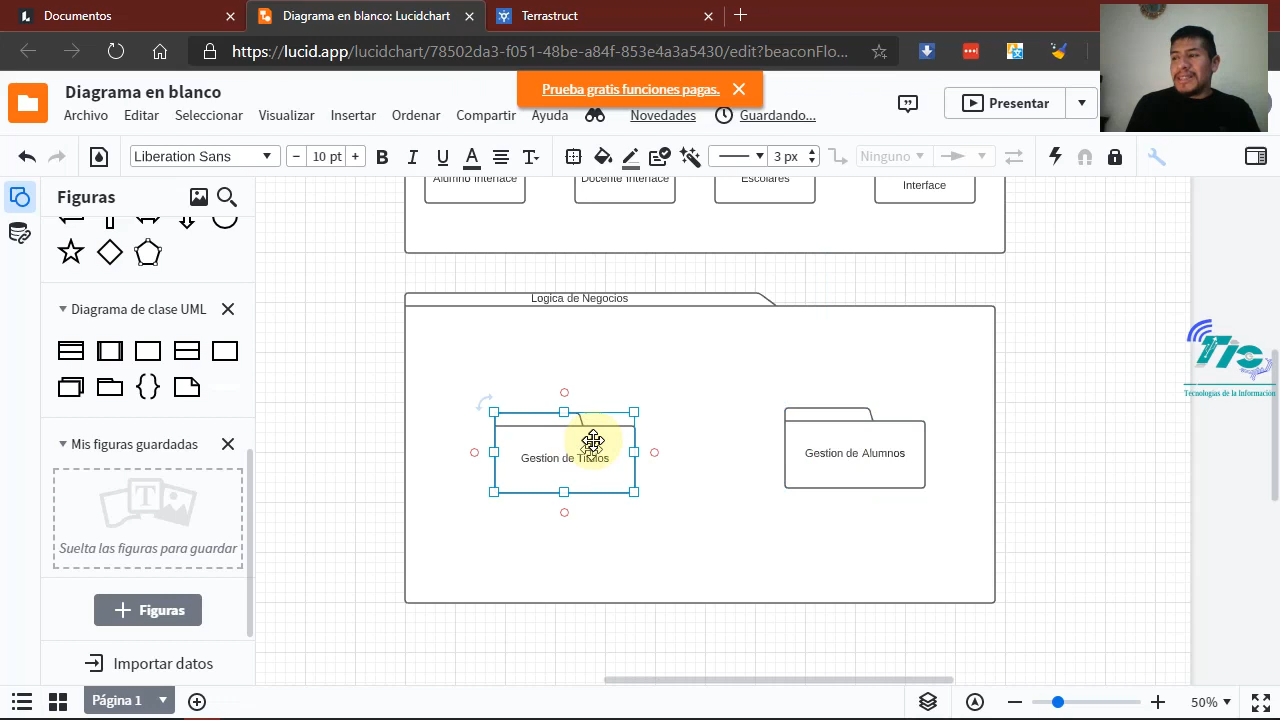 Documentos
Diagrama en blanco: Lucidchart
Terrastruct
https://lucid.app/lucidchart/78502da3-f051-48be-a84f-853e4a3a5430/edit?beaconFlo...
Prueba gratis funciones pagas.
Diagrama en blanco
Archivo Editar Seleccionar Visualizar Insertar Ordenar Compartir Ayuda Novedades Guardando...
Presentar
Liberation Sans
10 pt
3 px
Ninguno
Figuras
Alumno Interface
Docente Interface
Escolares
Interface
Diagrama de clase UML
Logica de Negocios
Gestion de Titulos
Gestion de Alumnos
Mis figuras guardadas
Suelta las figuras para guardar
Figuras
Importar datos
Tic
Tecnologías de la Información
Página 1
50%